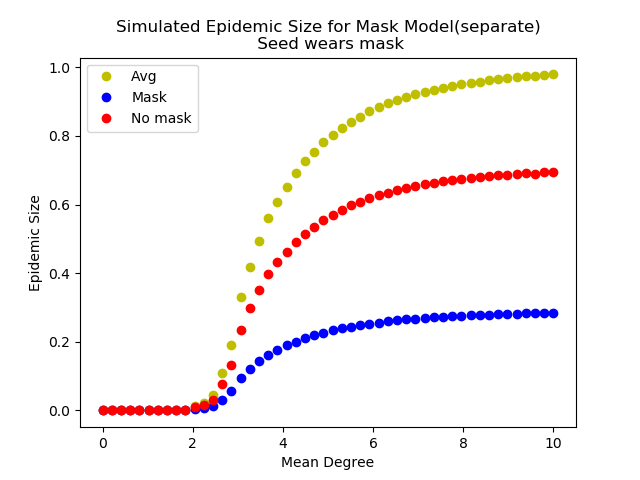 Simulated Epidemic Size for Mask Model(separate)
Seed wears mask
1.0
0.8
0.6
0.4
0.2
0.0
Epidemic Size
Avg
Mask
No mask
0 2 4 6 8 10
Mean Degree